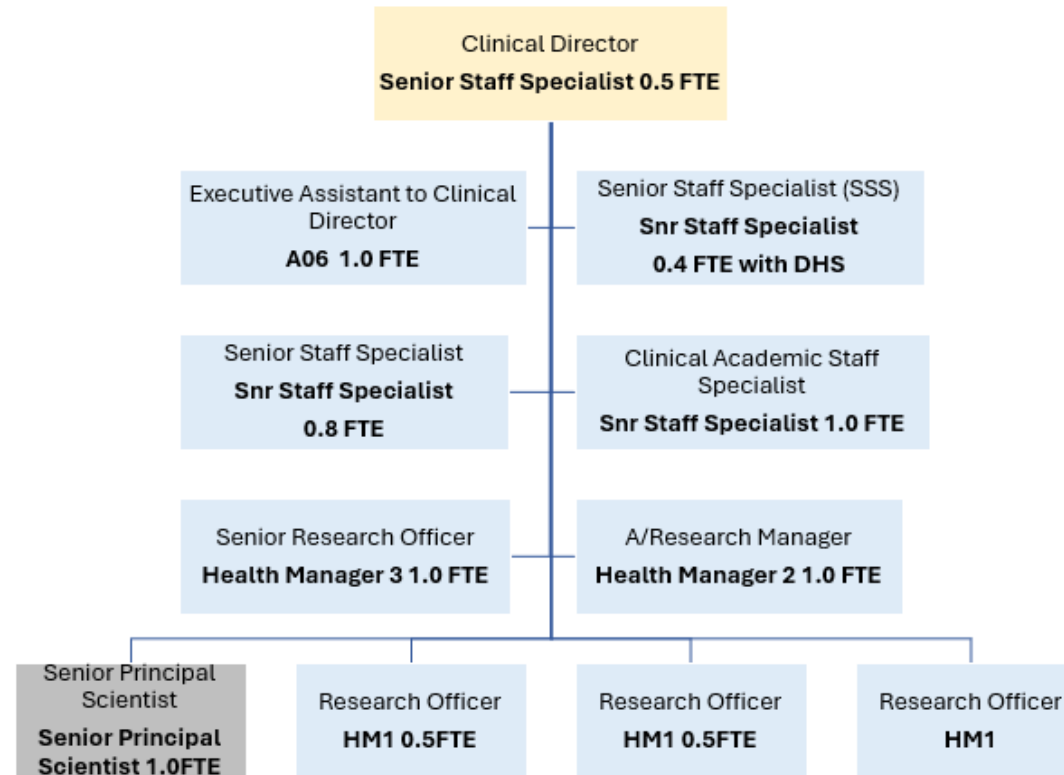 Clinical Director
Senior Staff Specialist 0.5 FTE
Executive Assistant to Clinical
Director
A06 1.0 FTE
Senior Staff Specialist (SSS)
Snr Staff Specialist
0.4 FTE with DHS
Senior Staff Specialist
Snr Staff Specialist
0.8 FTE
Clinical Academic Staff
Specialist
Snr Staff Specialist 1.0 FTE
Senior Research Officer
Health Manager 3 1.0 FTE
A/Research Manager
Health Manager 2 1.0 FTE
Senior Principal
Scientist
Senior Principal
Scientist 1.0FTE
Research Officer
HM1 0.5FTE
Research Officer
HM1 0.5FTE
Research Officer
HM1